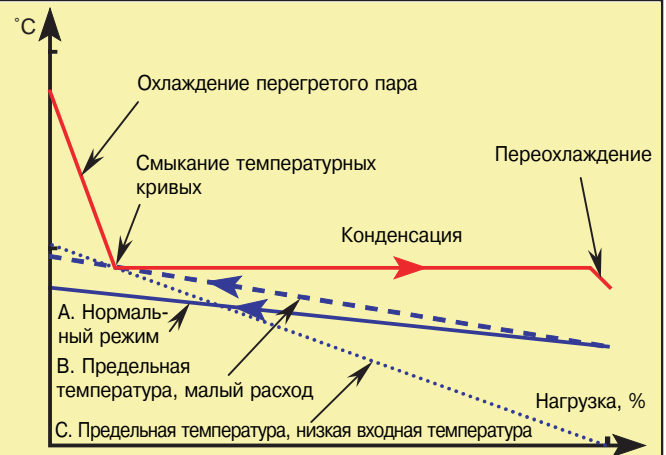 °C
Охлаждение перегретого пара
Смыкание температурных
кривых
Переохлаждение
Конденсация
А. Нормаль-
ный режим
В. Предельная
температура, малый расход
Нагрузка, %
С. Предельная температура, низкая входная температура